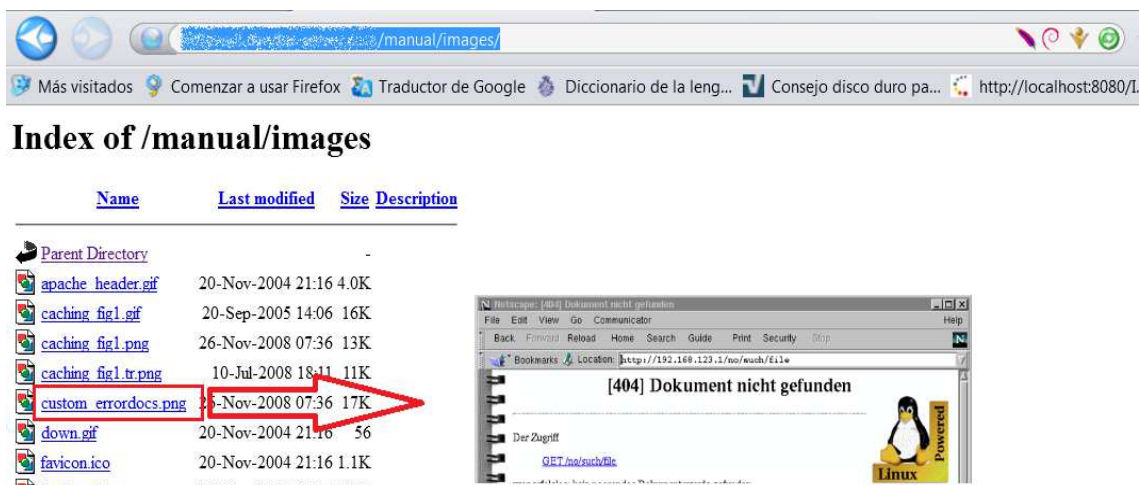 /manual/images/
Más visitados Comenzar a usar Firefox Traductor de Google Diccionario de la leng... Consejo disco duro pa... http://localhost:8080/I.
Index of /manual/images
Name Last modified Size Description
Parent Directory -
apache_header.gif 20-Nov-2004 21:16 4.0K
caching_fig1.gif 20-Sep-2005 14:06 16K
caching_fig1.png 26-Nov-2008 07:36 13K
caching_fig1.tr.png 10-Jul-2008 18:11 11K
custom_errordocs.png 26-Nov-2008 07:36 17K
down.gif 20-Nov-2004 21:16 56
favicon.ico 20-Nov-2004 21:16 1.1K
Netscape: [404] Dokument nicht gefunden
File Edit View Go Communicator Help
Back Forward Reload Home Search Guide Print Security Stop
Bookmarks Location: http://192.168.123.1/no/such/file
[404] Dokument nicht gefunden
Der Zugriff
GET /no/such/file
Linux
Powered